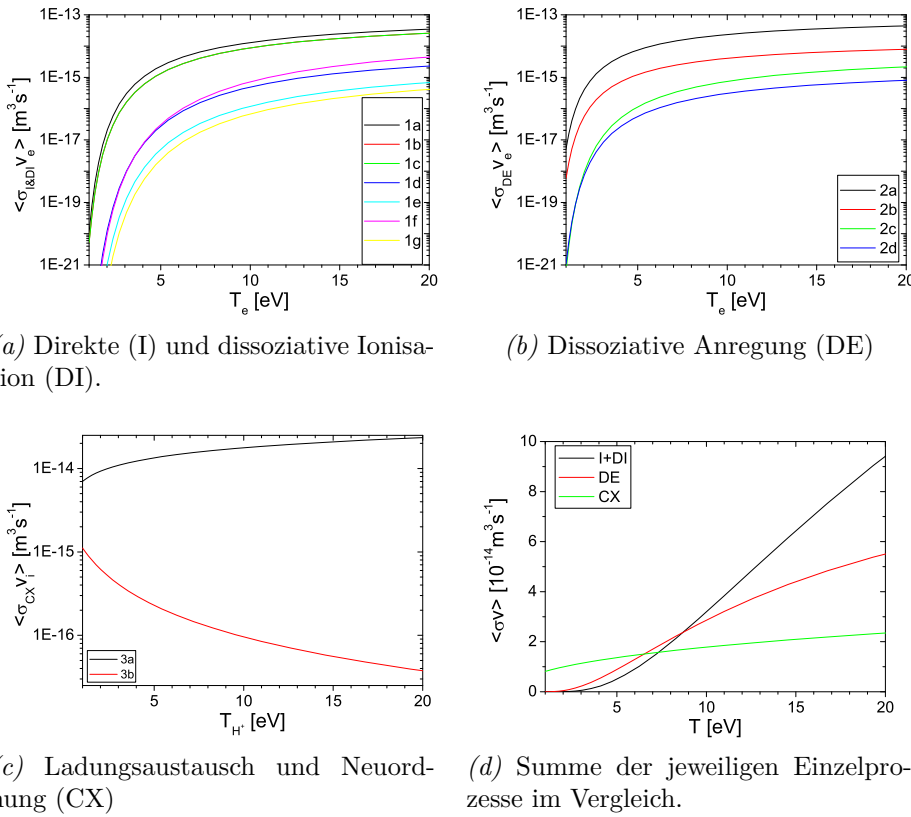 1E-13
1E-15
1E-17
1E-19
1E-21
<σI&DI ve> [m³s⁻¹]
1a
1b
1c
1d
1e
1f
1g
5 10 15 20
Te [eV]
(a) Direkte (I) und dissoziative Ionisa-
ion (DI).
1E-13
1E-15
1E-17
1E-19
1E-21
<σDE ve> [m³s⁻¹]
2a
2b
2c
2d
5 10 15 20
Te [eV]
(b) Dissoziative Anregung (DE)
1E-14
1E-15
1E-16
<σCX vi> [m³s⁻¹]
3a
3b
5 10 15 20
TH⁺ [eV]
(c) Ladungsaustausch und Neuord-
nung (CX)
10
8
6
4
2
0
<σv> [10⁻¹⁴m³s⁻¹]
I+DI
DE
CX
5 10 15 20
T [eV]
(d) Summe der jeweiligen Einzelpro-
zesse im Vergleich.